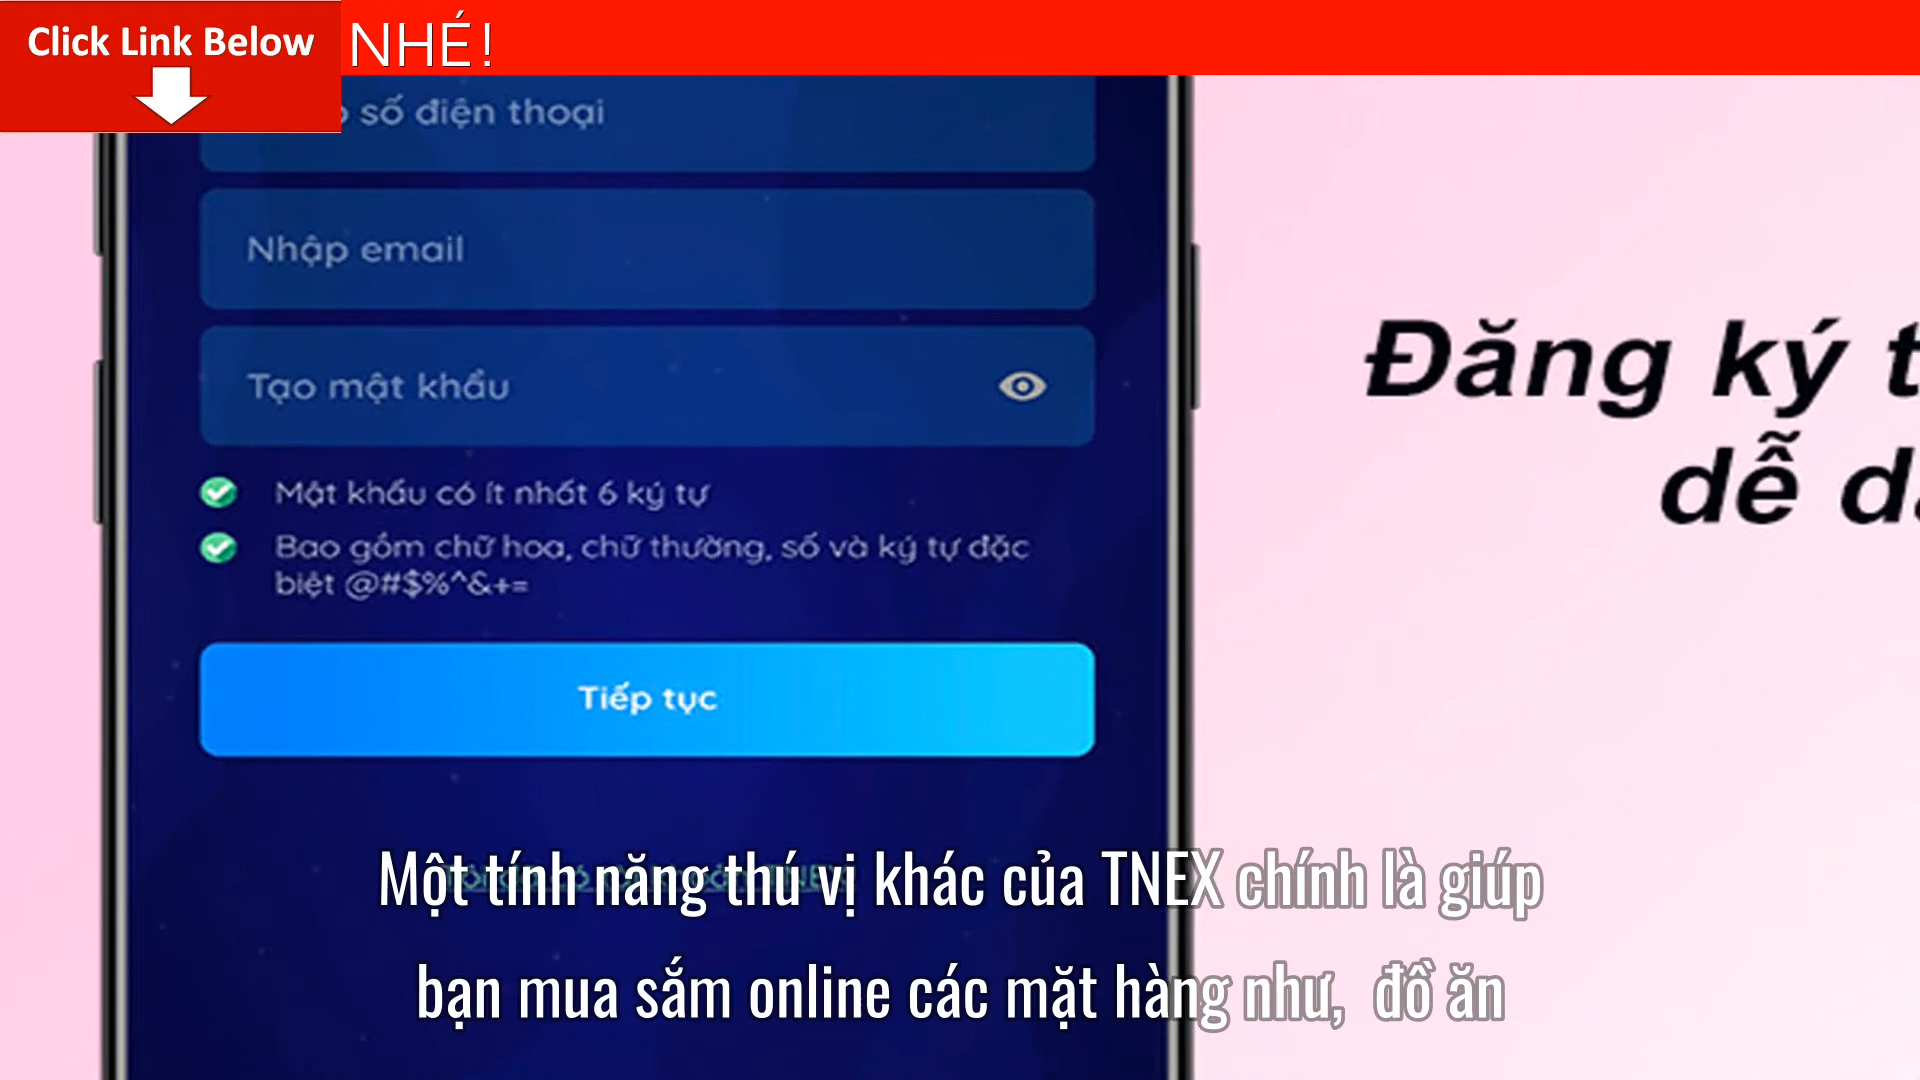 Click Link Below
NHÉ!
số điện thoại
Nhập email
Tạo mật khẩu
Mật khẩu có ít nhất 6 ký tự
Bao gồm chữ hoa, chữ thường, số và ký tự đặc
biệt @#$%^&+=
Tiếp tục
Đăng ký
dễ
Một tính năng thú vị khác của TNEX chính là giúp
bạn mua sắm online các mặt hàng như, đồ ăn